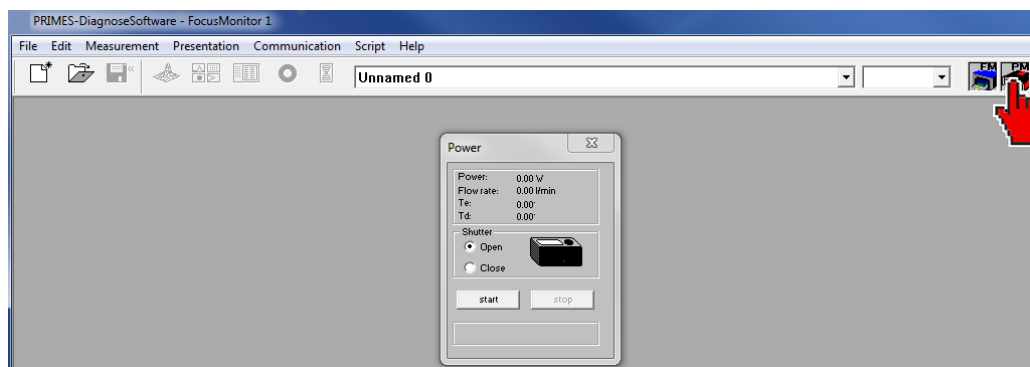 PRIMES-DiagnoseSoftware - FocusMonitor 1
File Edit Measurement Presentation Communication Script Help
Unnamed 0
FM PM
Power
Power: 0.00 W
Flow rate: 0.00 l/min
Te: 0.00°
Td: 0.00°
Shutter
Open
Close
start stop